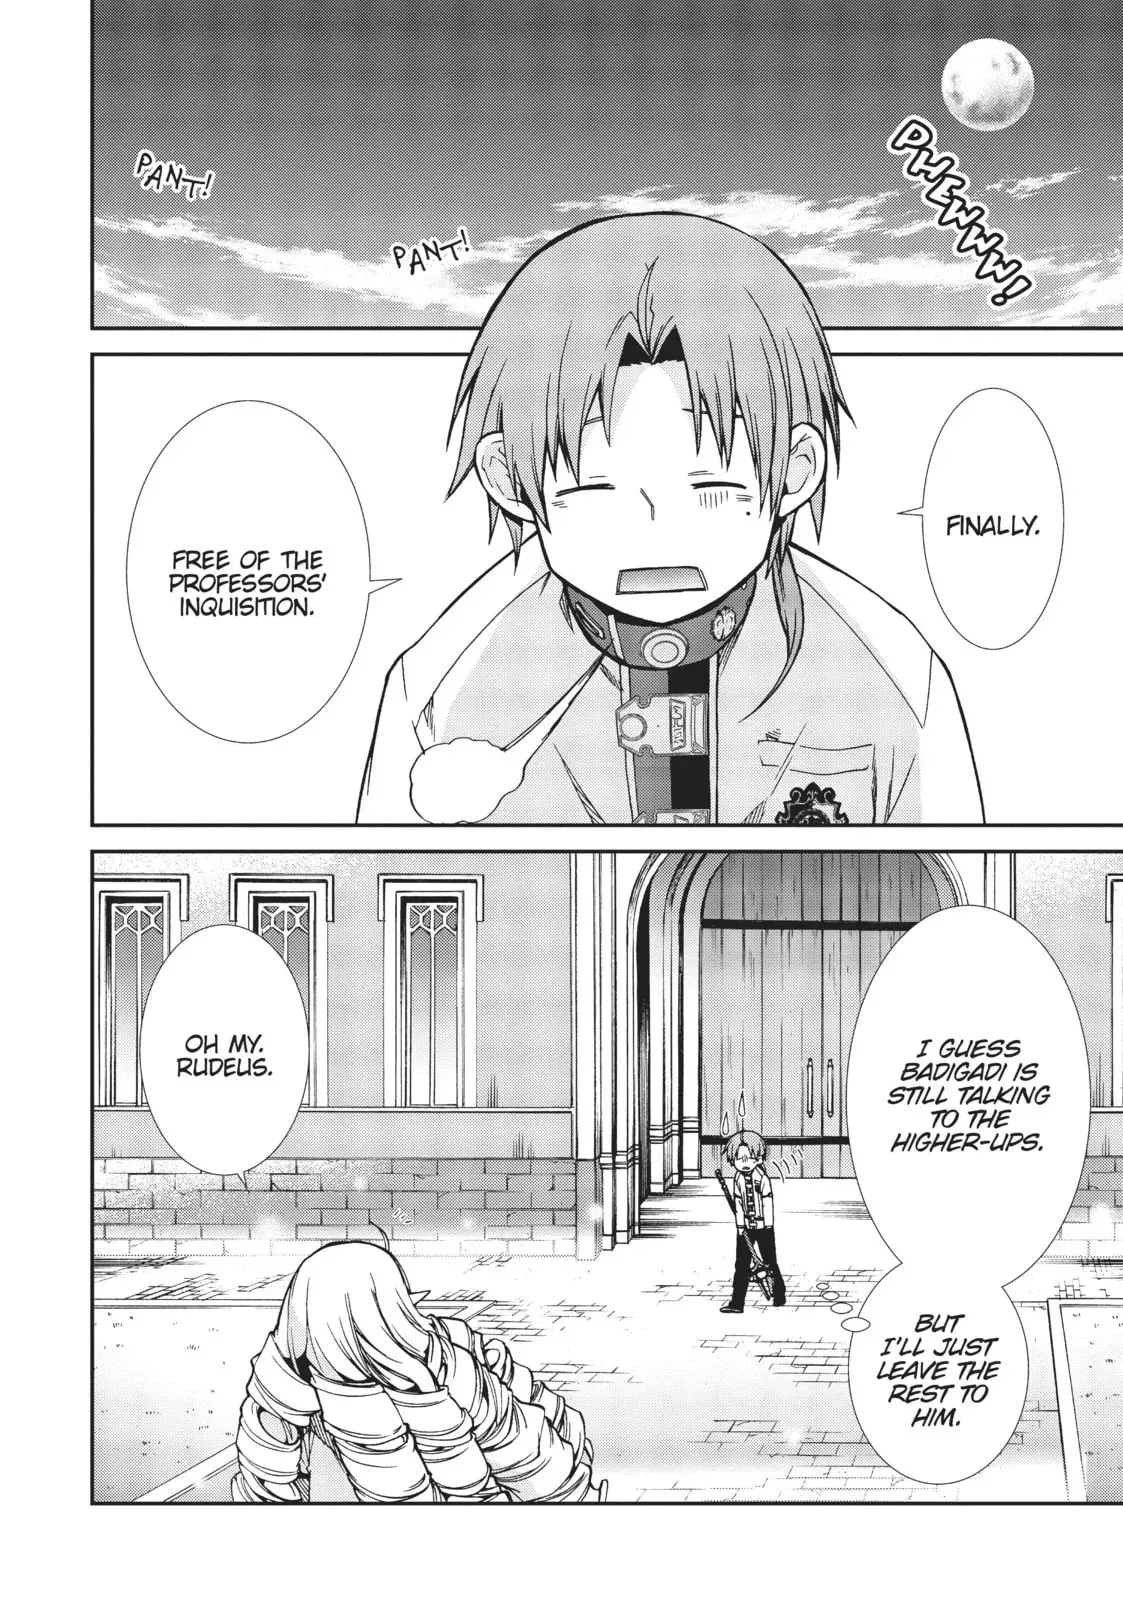 PHEWWW!
PANT!
PANT!
FINALLY.
FREE OF THE
PROFESSORS'
INQUISITION.
I GUESS
BADIGADI IS
STILL TALKING
TO THE
HIGHER-UPS.
BUT
I'LL JUST
LEAVE THE
REST TO
HIM.
OH MY.
RUDEUS.